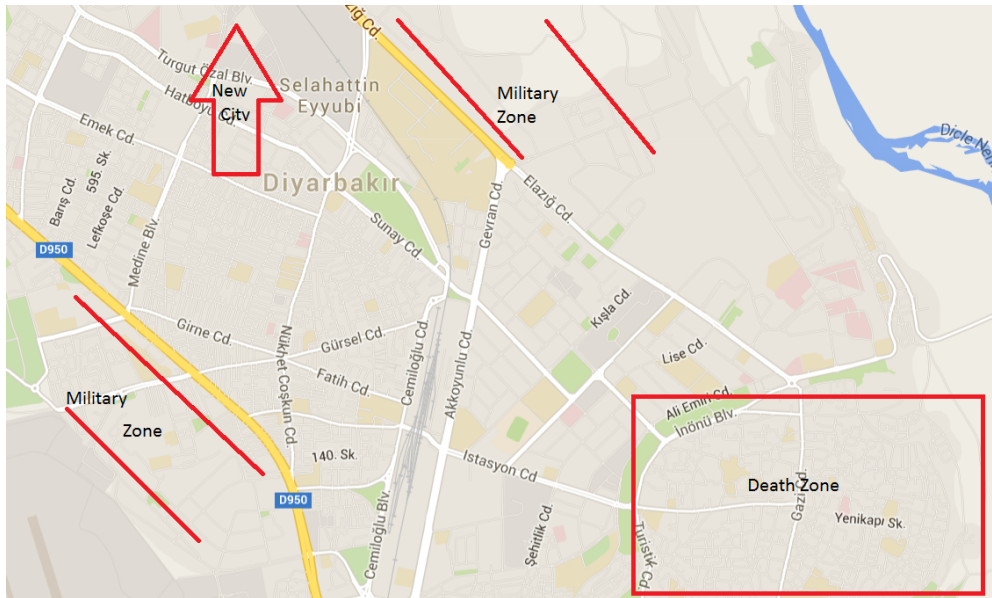 Elazığ Cd.
Turgut Özal Blv.
New
City
Hatboyu Cd.
Selahattin
Eyyubi
Military
Zone
Emek Cd.
Dicle Neh
Diyarbakır
595. Sk.
Barış Cd.
Lefkoşe Cd.
Medine Blv.
Sunay Cd.
Gevran Cd.
Elazığ Cd.
D950
Kışla Cd.
Girne Cd
Gürsel Cd.
Lise Cd.
Nükhet Coşkun Cd.
Fatih Cd.
Cemiloğlu Cd.
Akkoyunlu Cd.
Military
Zone
Ali Emiri Cd.
İnönü Blv.
140. Sk.
Istasyon Cd
D950
Death Zone
Gazi Cd.
Yenikapı Sk.
Cemiloğlu Blv.
Şehitlik Cd.
Turistik Cd